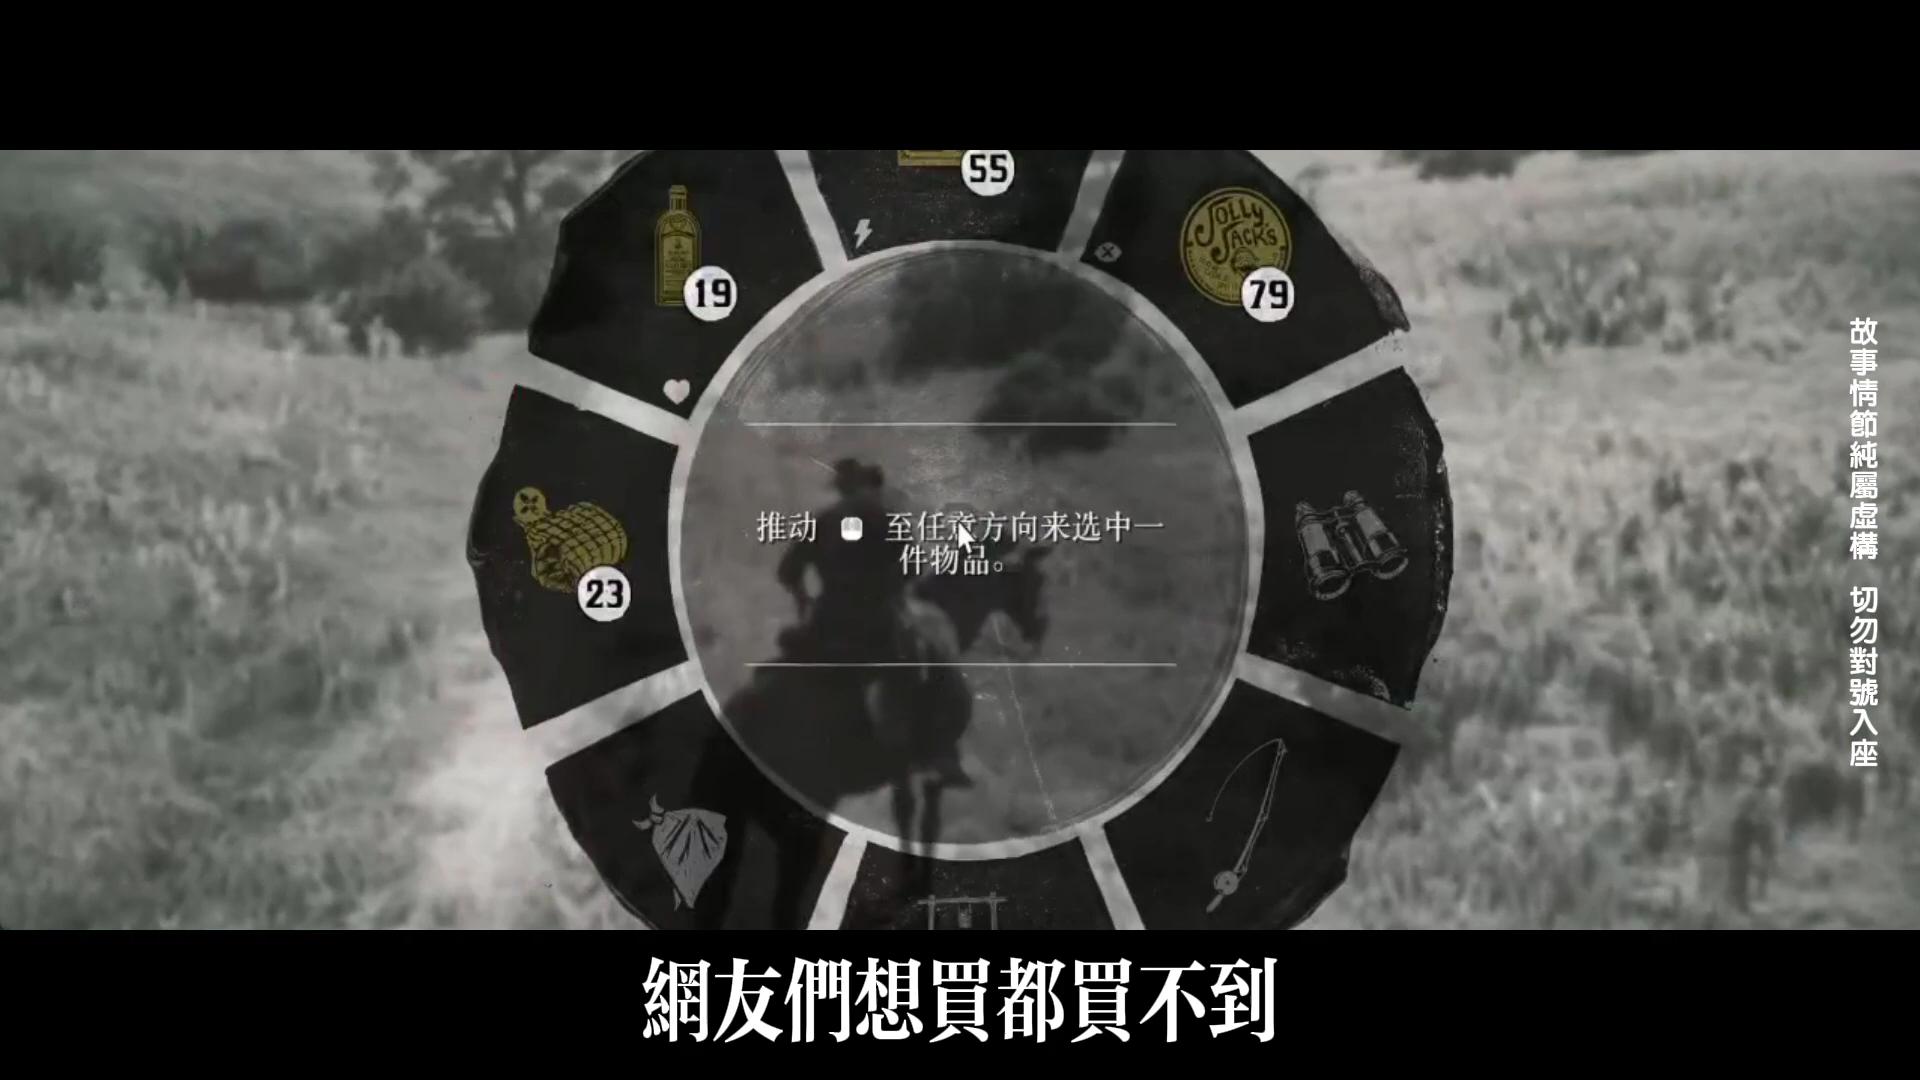 55
19
JOLLY
JACK'S
79
23
推动 至任意方向来选中一
件物品。
故事情節純屬虛構 切勿對號入座
網友們想買都買不到